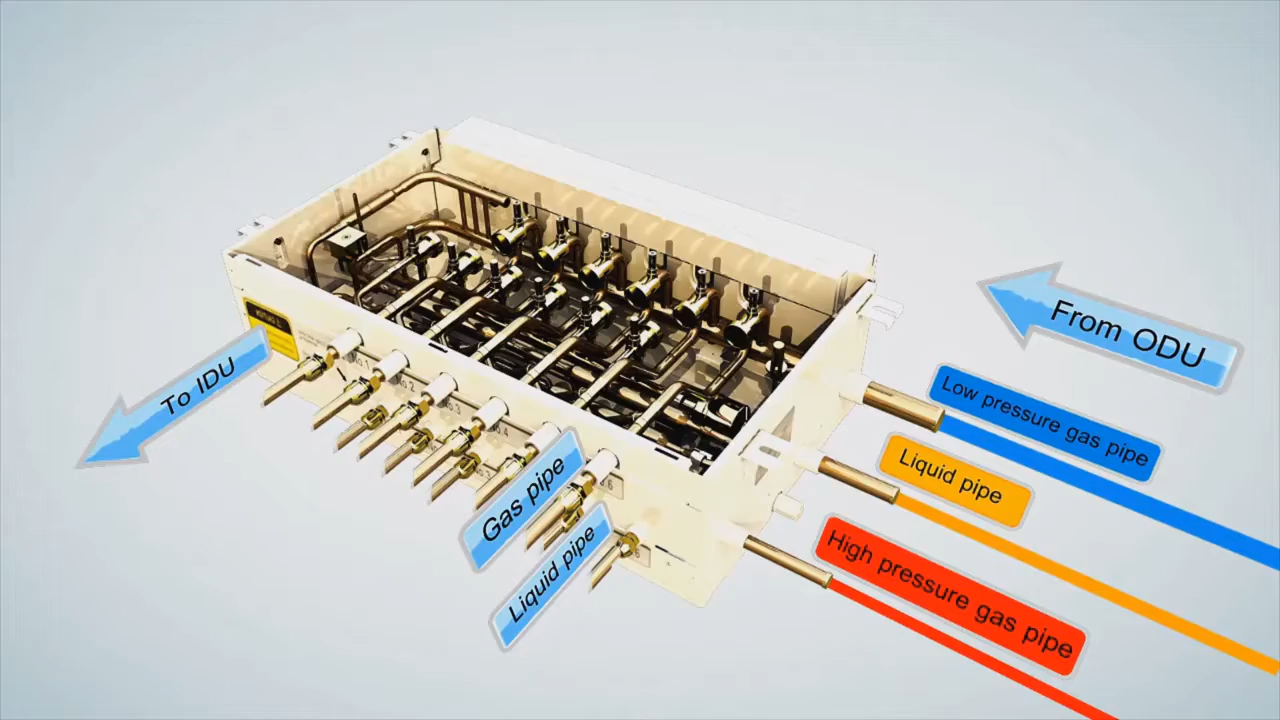 From ODU
To IDU
Low pressure gas pipe
Liquid pipe
High pressure gas pipe
Gas pipe
Liquid pipe